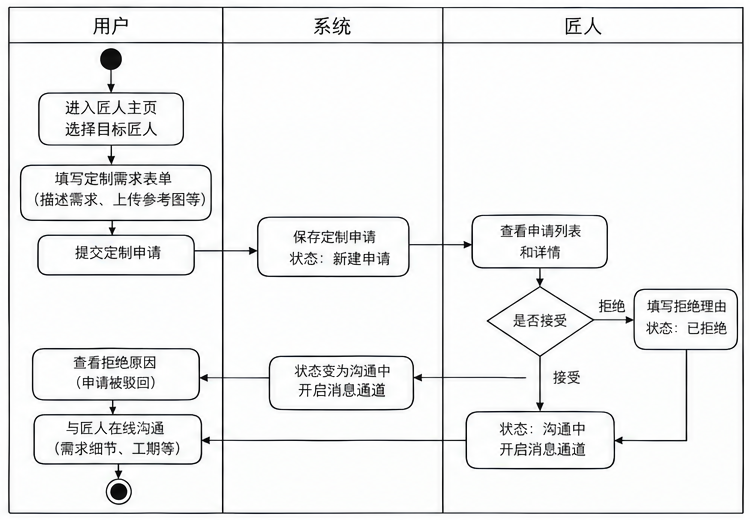 用户
系统
匠人
进入匠人主页
选择目标匠人
填写定制需求表单
（描述需求、上传参考图等）
提交定制申请
保存定制申请
状态：新建申请
查看申请列表
和详情
是否接受
拒绝
填写拒绝理由
状态：已拒绝
接受
查看拒绝原因
（申请被驳回）
状态变为沟通中
开启消息通道
与匠人在线沟通
（需求细节、工期等）
状态：沟通中
开启消息通道